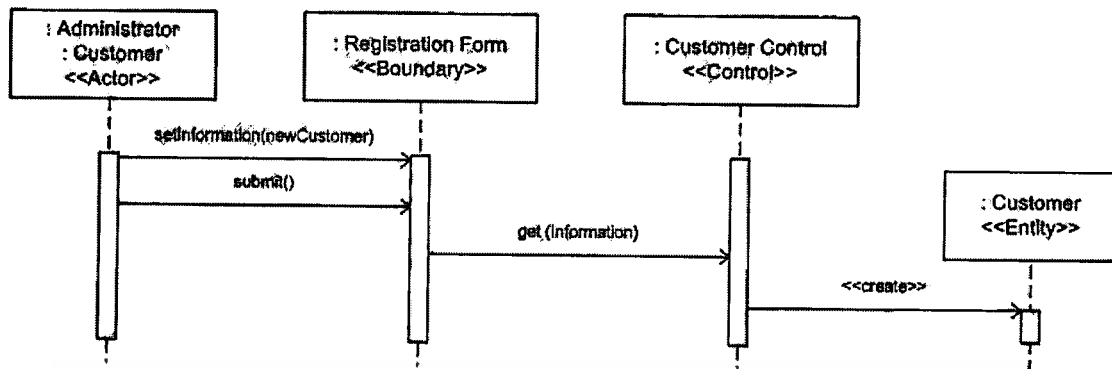 : Administrator
: Customer
<<Actor>>
: Registration Form
<<Boundary>>
: Customer Control
<<Control>>
setInformation(newCustomer)
submit()
: Customer
<<Entity>>
get (Information)
<<create>>